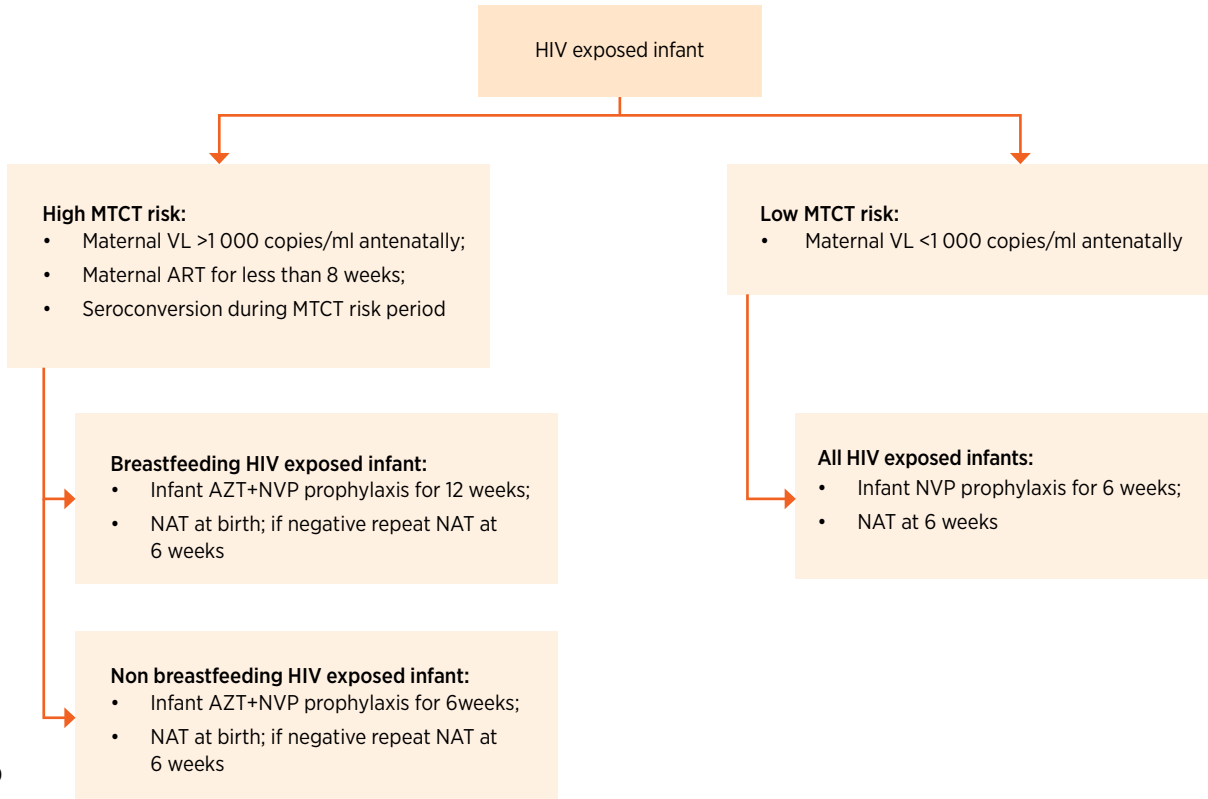 HIV exposed infant
High MTCT risk:
• Maternal VL >1 000 copies/ml antenatally;
• Maternal ART for less than 8 weeks;
• Seroconversion during MTCT risk period
Low MTCT risk:
• Maternal VL <1 000 copies/ml antenatally
Breastfeeding HIV exposed infant:
• Infant AZT+NVP prophylaxis for 12 weeks;
• NAT at birth; if negative repeat NAT at
6 weeks
All HIV exposed infants:
• Infant NVP prophylaxis for 6 weeks;
• NAT at 6 weeks
Non breastfeeding HIV exposed infant:
• Infant AZT+NVP prophylaxis for 6weeks;
• NAT at birth; if negative repeat NAT at
6 weeks